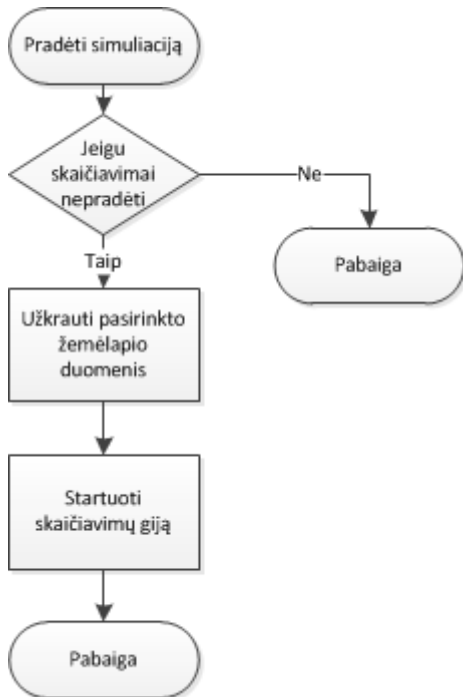 Pradėti simuliaciją
Jeigu
skaičiavimai
nepradėti
Ne
Pabaiga
Taip
Užkrauti pasirinkto
žemėlapio
duomenis
Startuoti
skaičiavimų giją
Pabaiga